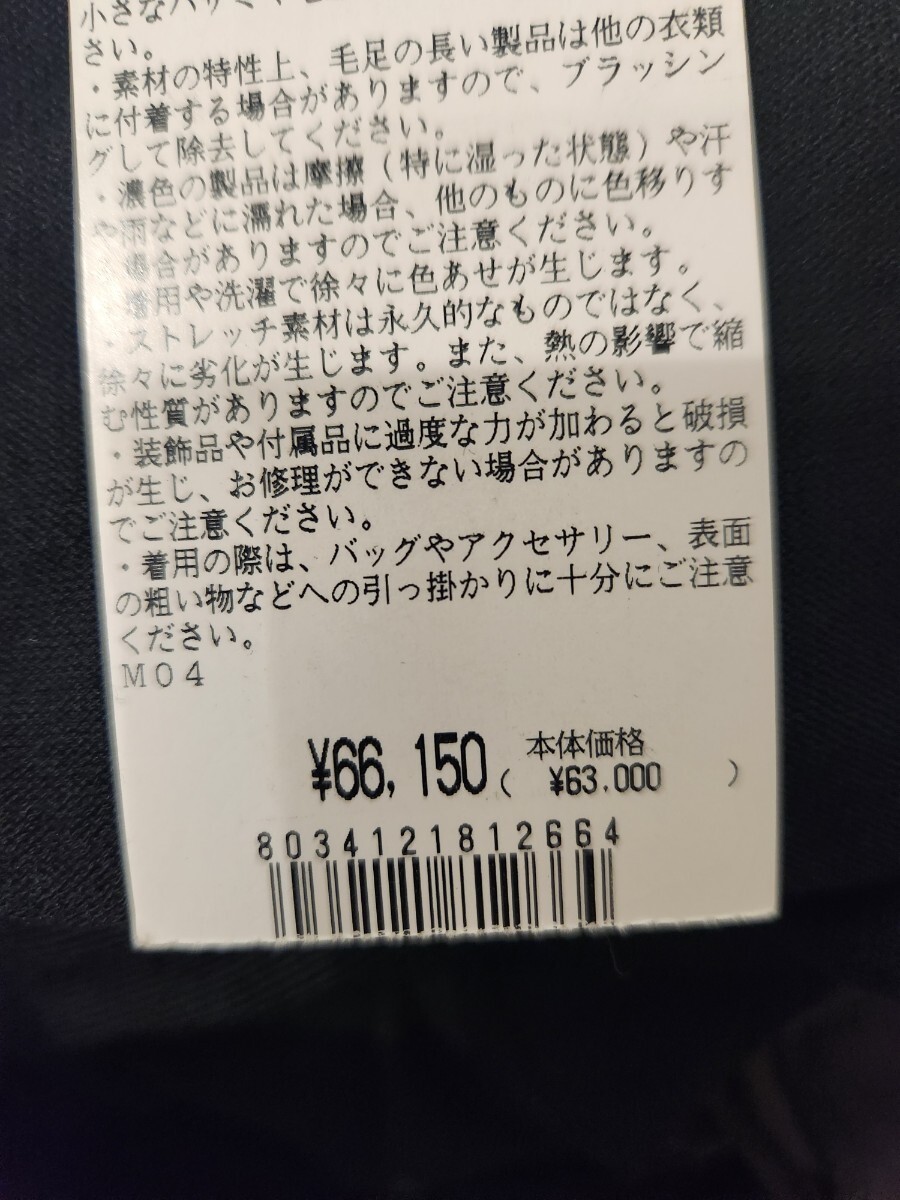 小さなハサミ
さい。
・素材の特性上、毛足の長い製品は他の衣類
に付着する場合がありますので、ブラッシン
グして除去してください。
・濃色の製品は摩擦（特に湿った状態）や汗
や雨などに濡れた場合、他のものに色移りす
る場合がありますのでご注意ください。
・着用や洗濯で徐々に色あせが生じます。
・ストレッチ素材は永久的なものではなく、
徐々に劣化が生じます。また、熱の影響で縮
む性質がありますのでご注意ください。
・装飾品や付属品に過度な力が加わると破損
が生じ、お修理ができない場合がありますの
でご注意ください。
・着用の際は、バッグやアクセサリー、表面
の粗い物などへの引っ掛かりに十分にご注意
ください。
M04
¥66,150 ( 本体価格 ¥63.000 )
8034121812664